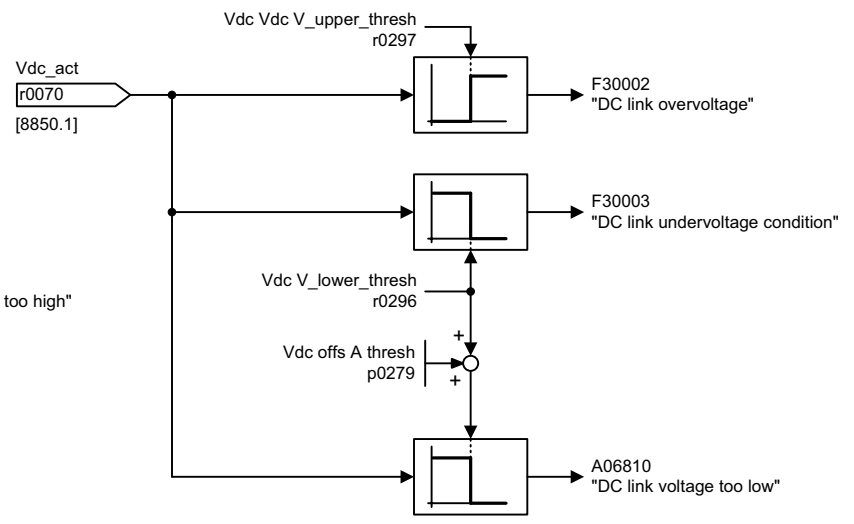 Vdc Vdc V_upper_thresh
r0297
Vdc_act
r0070
[8850.1]
F30002
"DC link overvoltage"
F30003
"DC link undervoltage condition"
Vdc V_lower_thresh
r0296
too high"
+
Vdc offs A thresh
p0279
+
A06810
"DC link voltage too low"